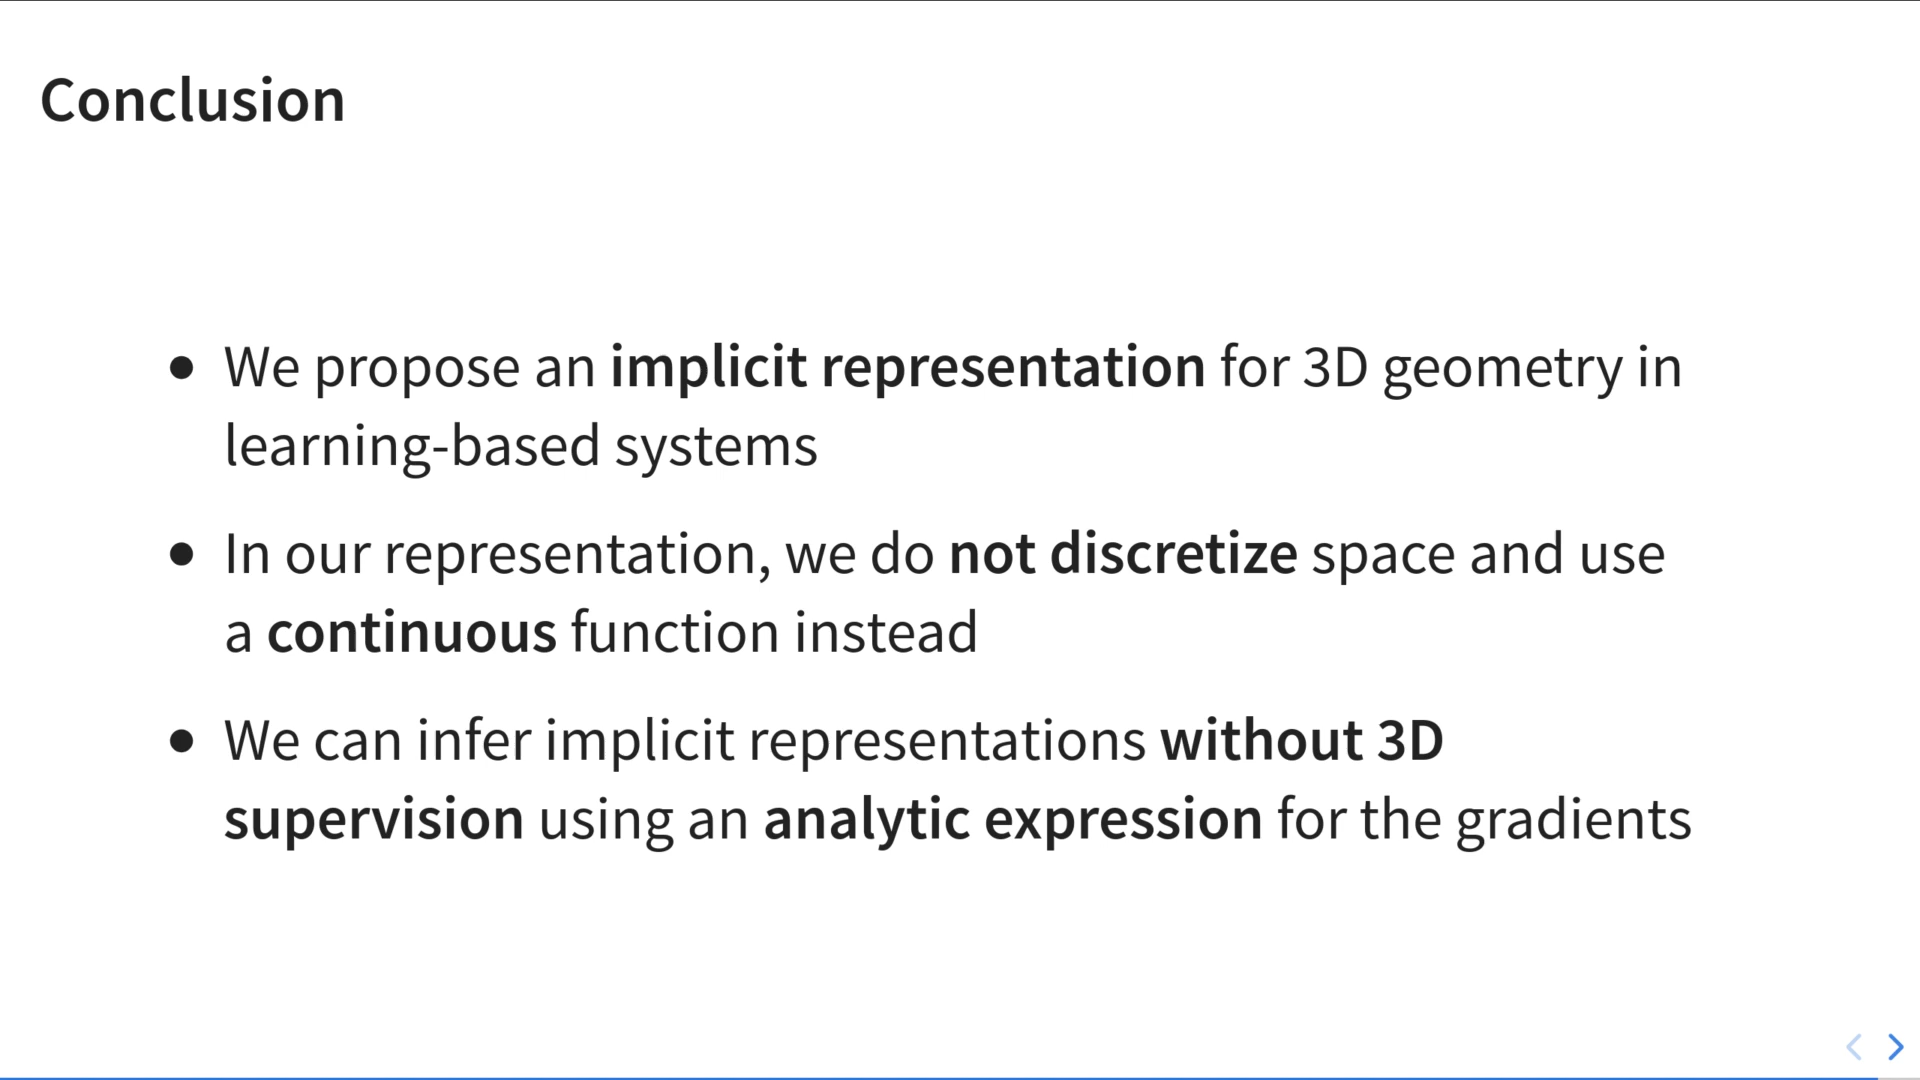 Conclusion
We propose an implicit representation for 3D geometry in
learning-based systems
In our representation, we do not discretize space and use
a continuous function instead
We can infer implicit representations without 3D
supervision using an analytic expression for the gradients